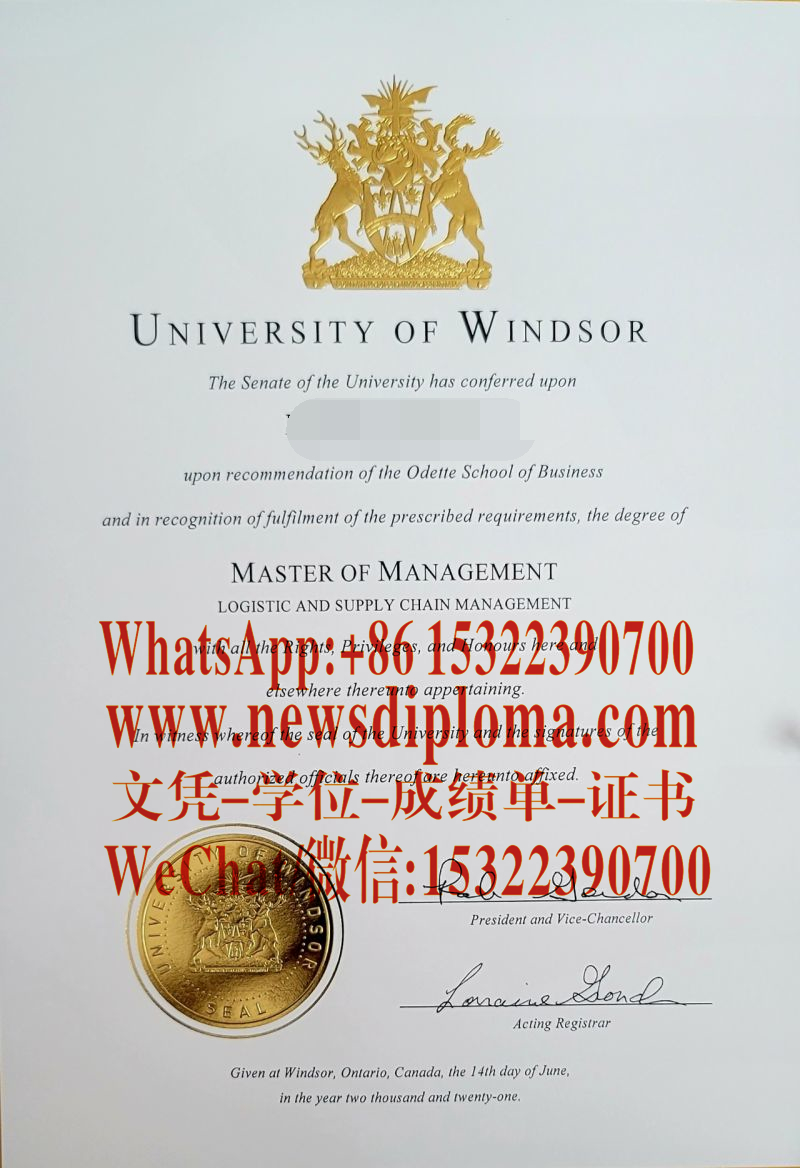 UNIVERSITY OF WINDSOR
The Senate of the University has conferred upon
upon recommendation of the Odette School of Business
and in recognition of fulfilment of the prescribed requirements, the degree of
MASTER OF MANAGEMENT
LOGISTIC AND SUPPLY CHAIN MANAGEMENT
WhatsApp:+86 15322390700
with all the Rights, Privileges, and Honours here and
elsewhere thereunto appertaining.
www.newsdiploma.com
In witness whereof the seal of the University and the signatures of the
authorized officials thereof are hereunto affixed.
文凭-学位-成绩单-证书
WeChat/微信:15322390700
UNIVERSITY OF WINDSOR
SEAL
President and Vice-Chancellor
Lorraine
Acting Registrar
Given at Windsor, Ontario, Canada, the 14th day of June,
in the year two thousand and twenty-one.